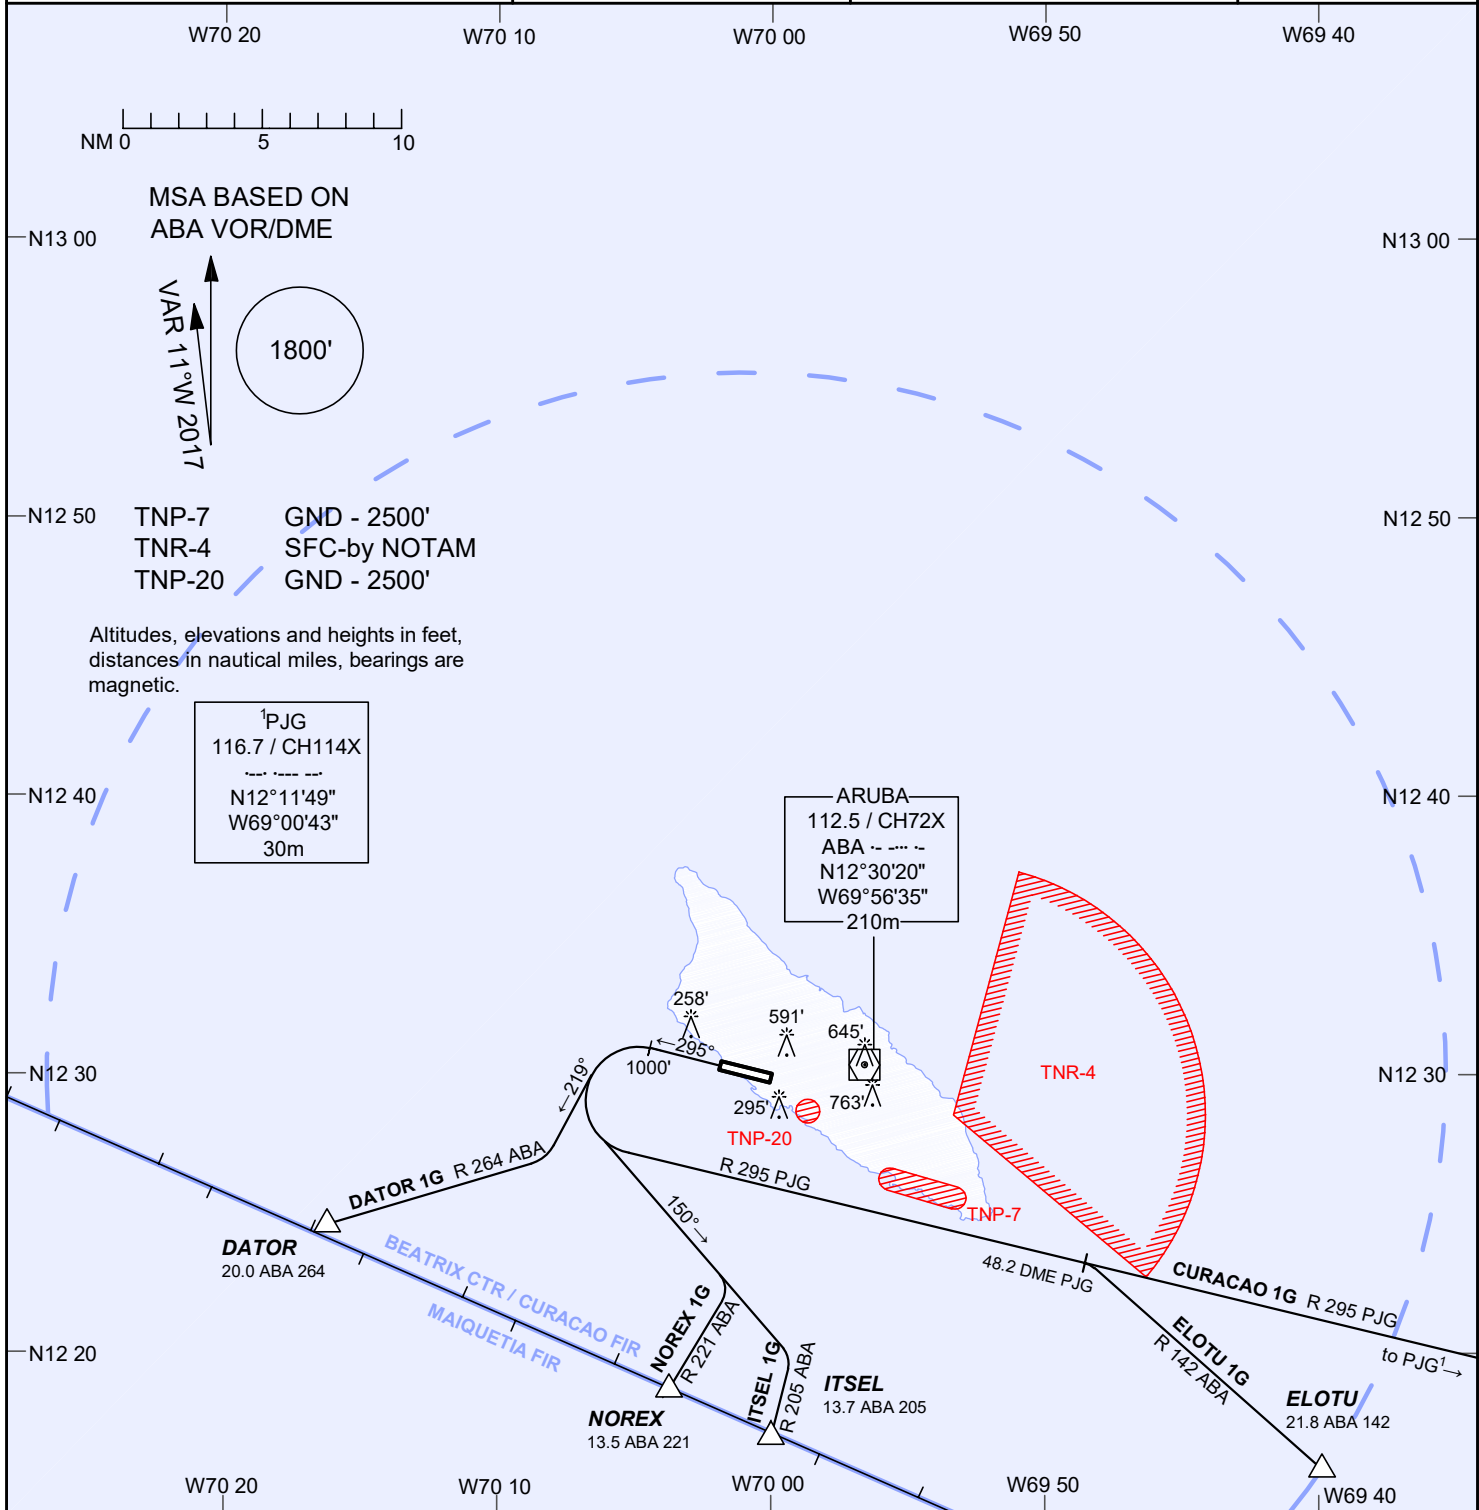 W70 20
W70 10
W70 00
W69 50
W69 40
NM 0
5
10
MSA BASED ON
ABA VOR/DME
N13 00
N13 00
VAR 11°W 2017
1800'
N12 50
N12 50
TNP-7 GND - 2500'
TNR-4 SFC-by NOTAM
TNP-20 GND - 2500'
Altitudes, elevations and heights in feet,
distances in nautical miles, bearings are
magnetic.
¹PJG
116.7 / CH114X
·--· ·--- --·
N12°11'49"
W69°00'43"
30m
N12 40
N12 40
ARUBA
112.5 / CH72X
ABA ·- -··· ·-
N12°30'20"
W69°56'35"
210m
258'
591'
645'
←295°
1000'
N12 30
N12 30
TNR-4
←219°
295'
763'
TNP-20
R 295 PJG
DATOR 1G R 264 ABA
150°→
TNP-7
DATOR
20.0 ABA 264
BEATRIX CTR / CURACAO FIR
MAIQUETIA FIR
48.2 DME PJG
CURACAO 1G R 295 PJG
to PJG¹→
N12 20
NOREX 1G
R 221 ABA
ITSEL 1G
R 205 ABA
ELOTU 1G
R 142 ABA
ITSEL
13.7 ABA 205
NOREX
13.5 ABA 221
ELOTU
21.8 ABA 142
W70 20
W70 10
W70 00
W69 50
W69 40